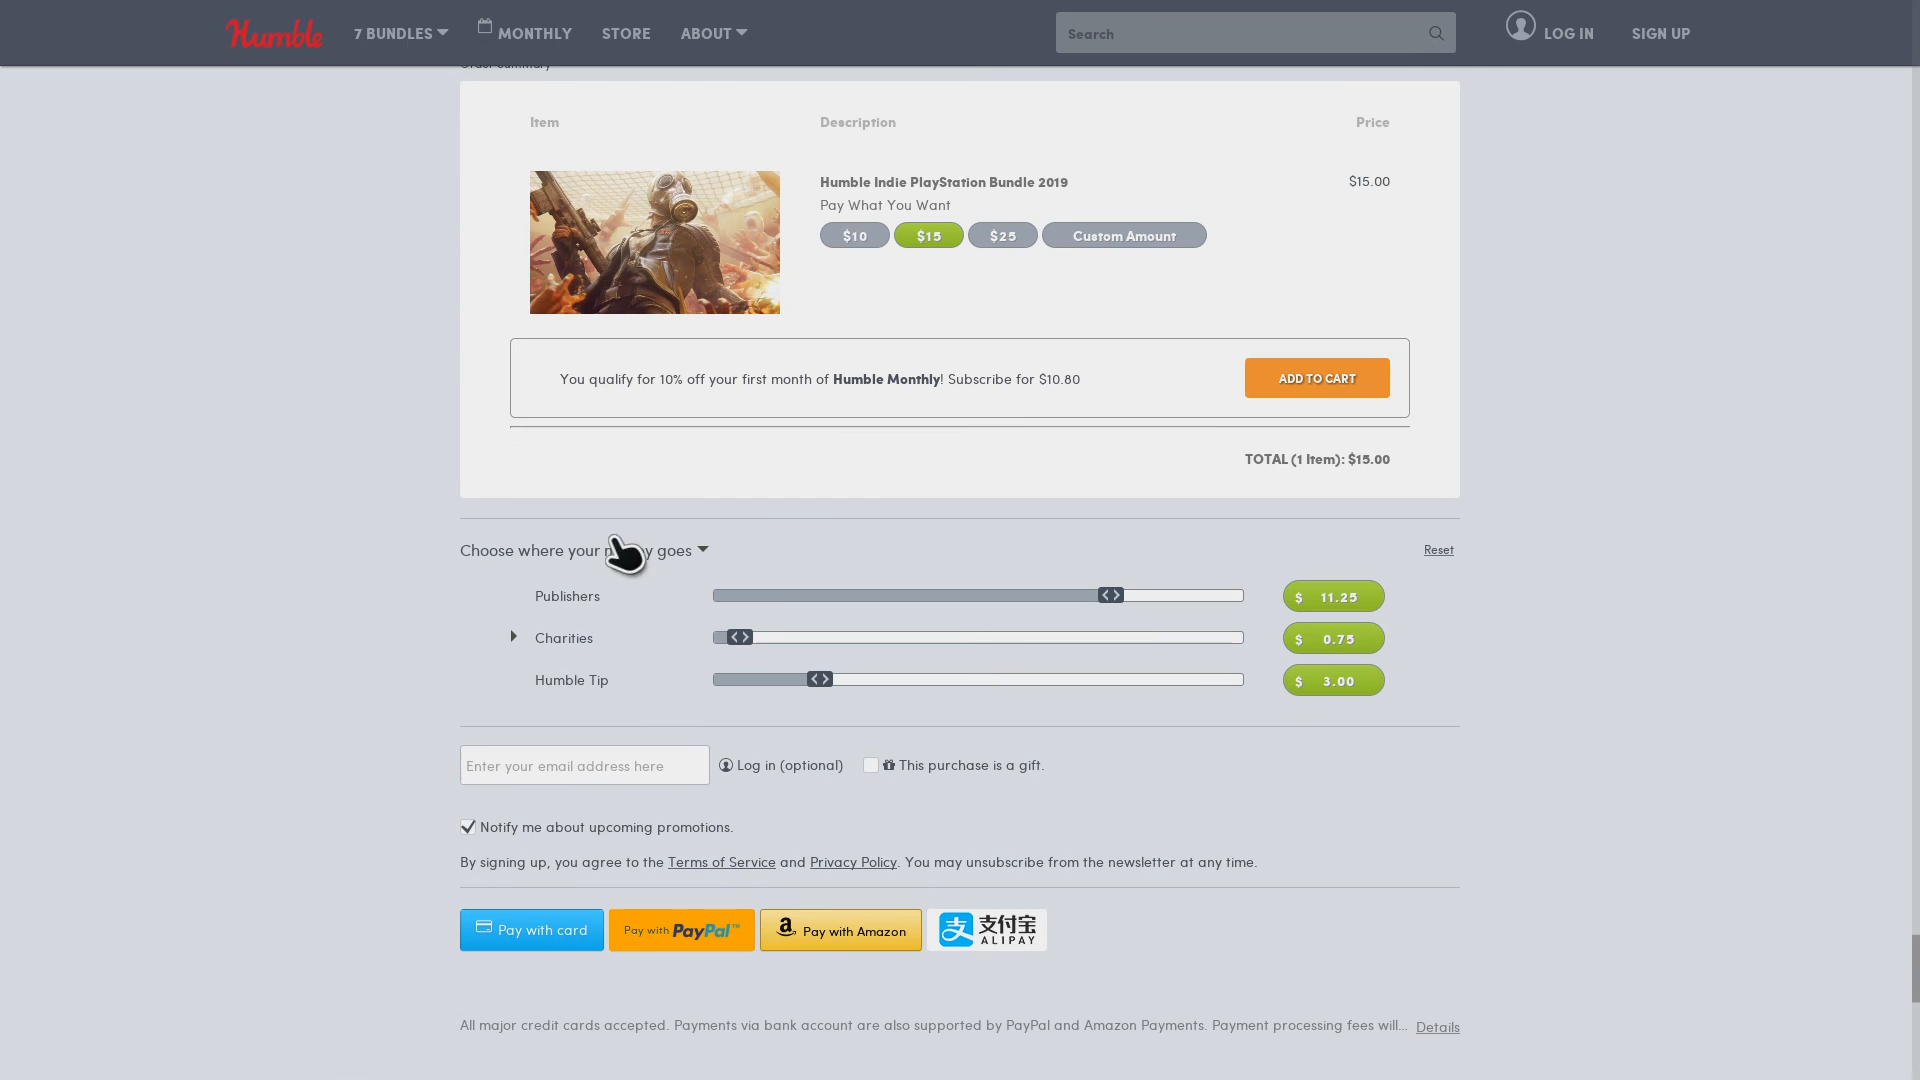 Humble
7 BUNDLES
MONTHLY
STORE
ABOUT
Search
LOG IN
SIGN UP
Order Summary
Item
Description
Price
Humble Indie PlayStation Bundle 2019
$15.00
Pay What You Want
$10
$15
$25
Custom Amount
You qualify for 10% off your first month of Humble Monthly! Subscribe for $10.80
ADD TO CART
TOTAL (1 Item): $15.00
Choose where your goes
Reset
Publishers
$ 11.25
Charities
$ 0.75
Humble Tip
$ 3.00
Enter your email address here
Log in (optional)
This purchase is a gift.
Notify me about upcoming promotions.
By signing up, you agree to the Terms of Service and Privacy Policy. You may unsubscribe from the newsletter at any time.
Pay with card
Pay with PayPal™
Pay with Amazon
支 支付宝
ALIPAY
All major credit cards accepted. Payments via bank account are also supported by PayPal and Amazon Payments. Payment processing fees will...
Details